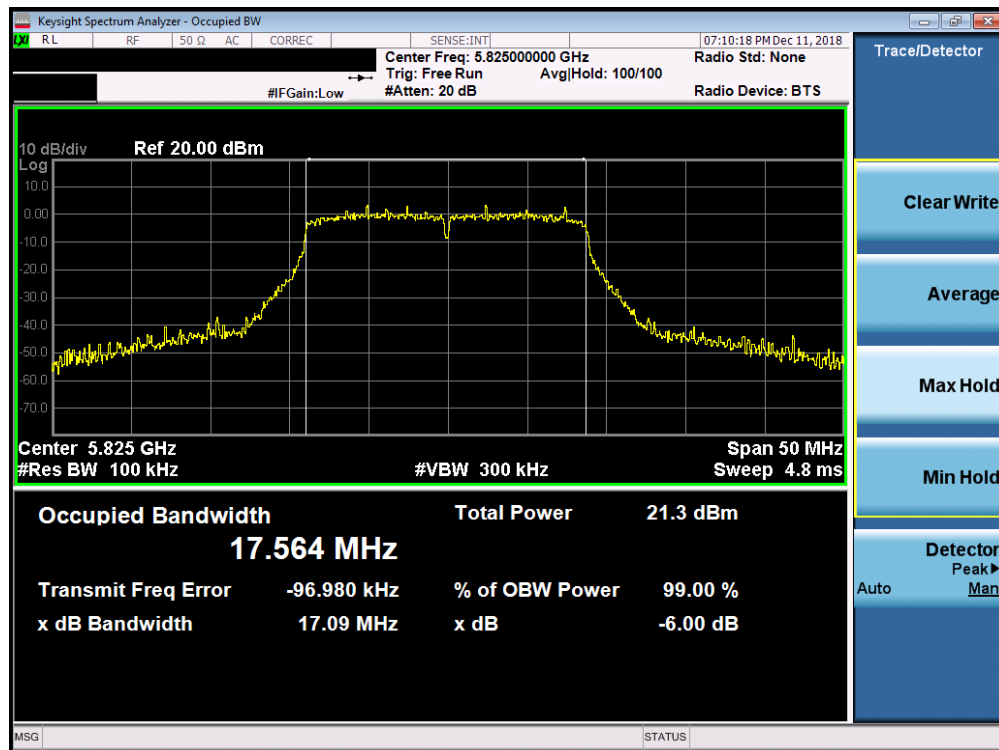 Keysight Spectrum Analyzer - Occupied BW
LXI RL RF 50 Ω AC CORREC SENSE:INT 07:10:18 PM Dec 11, 2018
Center Freq: 5.825000000 GHz Radio Std: None
Trig: Free Run Avg|Hold: 100/100
#IFGain:Low #Atten: 20 dB Radio Device: BTS
10 dB/div Ref 20.00 dBm
Log
10.0
0.00
-10.0
-20.0
-30.0
-40.0
-50.0
-60.0
-70.0
Center 5.825 GHz Span 50 MHz
#Res BW 100 kHz #VBW 300 kHz Sweep 4.8 ms
Occupied Bandwidth Total Power 21.3 dBm
17.564 MHz
Transmit Freq Error -96.980 kHz % of OBW Power 99.00 %
x dB Bandwidth 17.09 MHz x dB -6.00 dB
MSG STATUS
Trace/Detector
Clear Write
Average
Max Hold
Min Hold
Detector
Peak▶
Auto Man